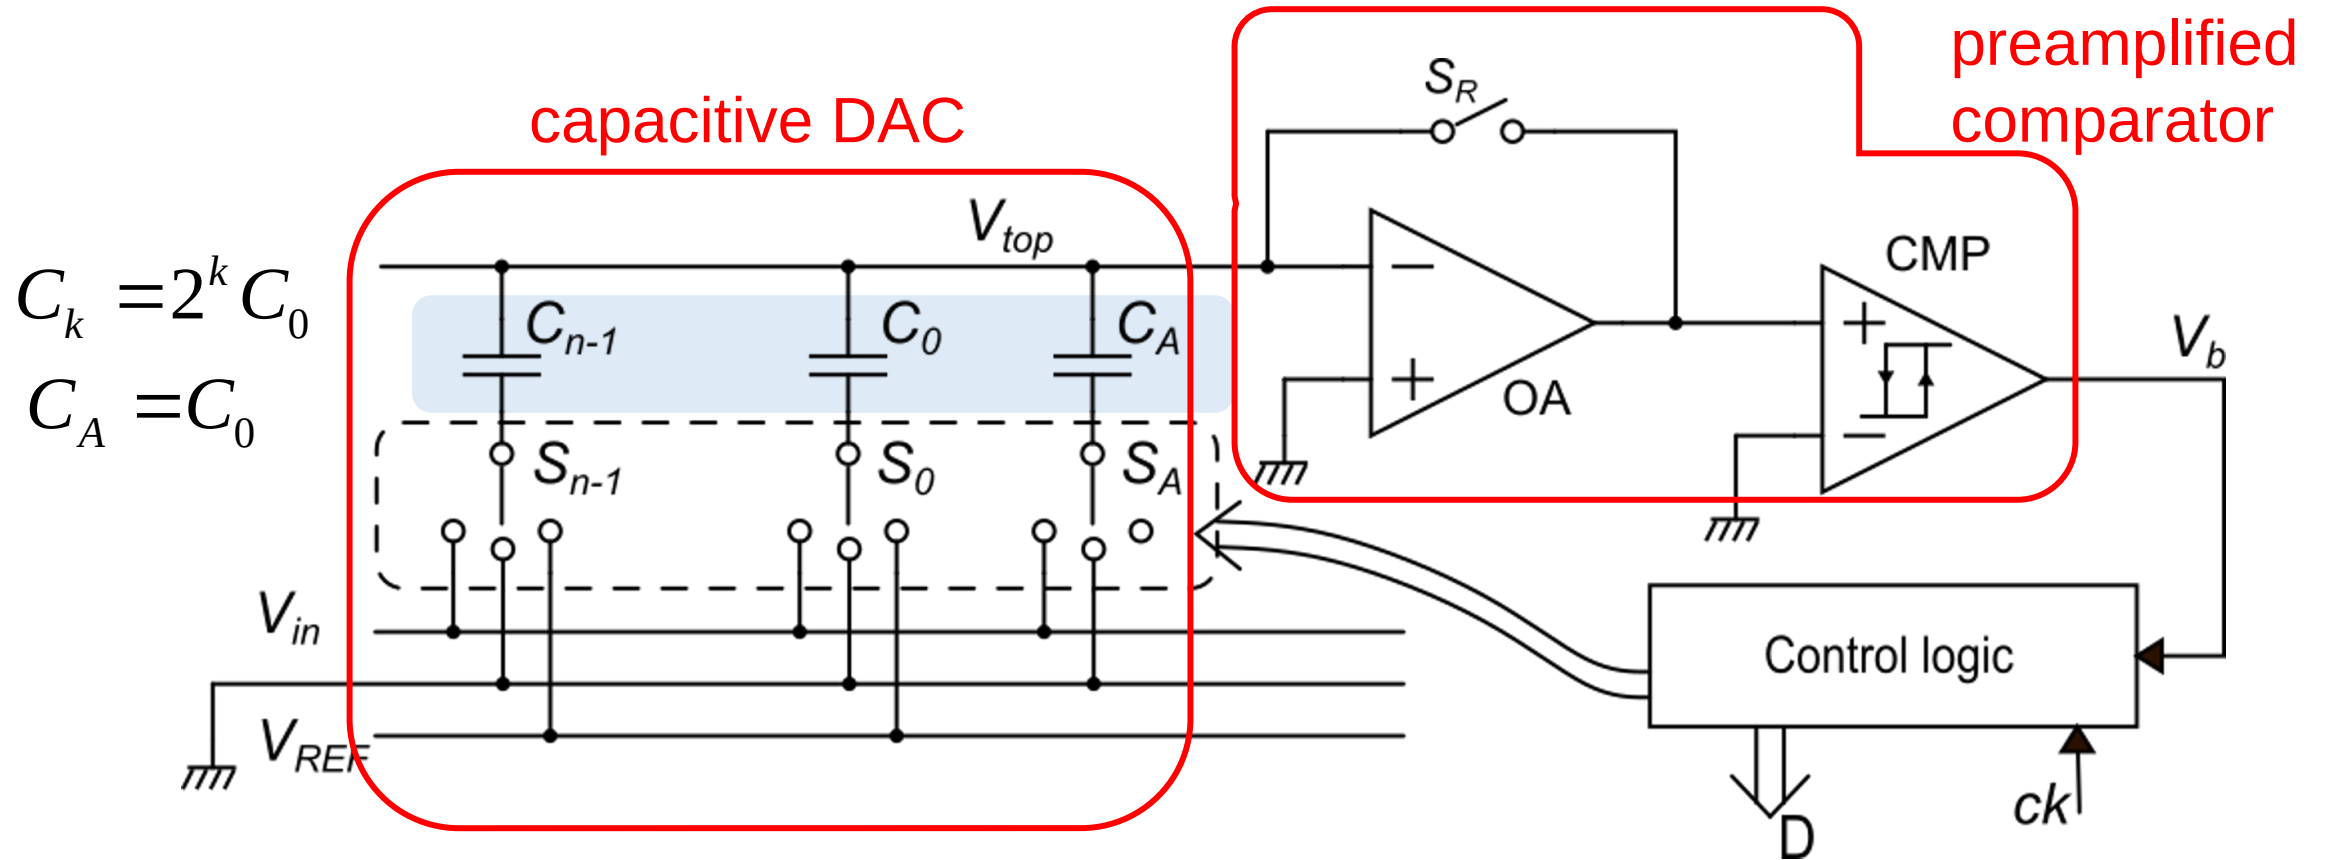 preamplified
comparator
capacitive DAC
S_R
V_top
C_k = 2^k C_0
C_A = C_0
C_n-1
C_0
C_A
−
+
OA
CMP
+
−
V_b
S_n-1
S_0
S_A
V_in
V_REF
Control logic
ck
D